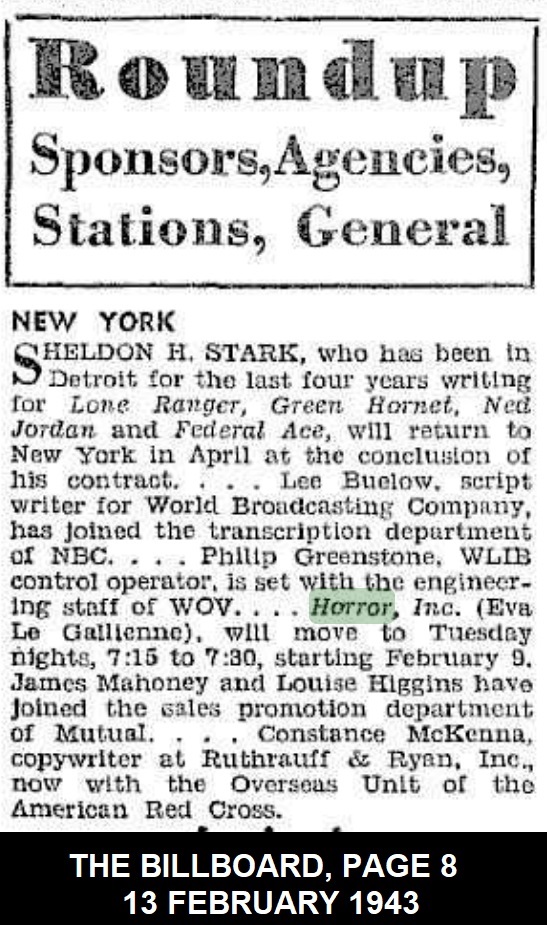 Roundup
Sponsors, Agencies,
Stations, General
NEW YORK
SHELDON H. STARK, who has been in
Detroit for the last four years writing
for Lone Ranger, Green Hornet, Ned
Jordan and Federal Ace, will return to
New York in April at the conclusion of
his contract. . . . Lee Buelow, script
writer for World Broadcasting Company,
has joined the transcription department
of NBC. . . . Philip Greenstone, WLIB
control operator, is set with the engineer-
ing staff of WOV. . . . Horror, Inc. (Eva
Le Gallienne), will move to Tuesday
nights, 7:15 to 7:30, starting February 9.
James Mahoney and Louise Higgins have
joined the sales promotion department
of Mutual. . . . Constance McKenna,
copywriter at Ruthrauff & Ryan, Inc.,
now with the Overseas Unit of the
American Red Cross.
THE BILLBOARD, PAGE 8
13 FEBRUARY 1943